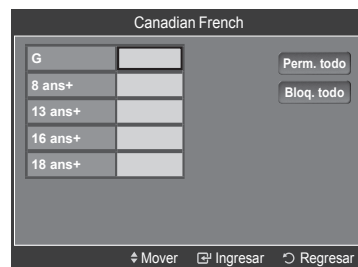 Canadian French
G
Perm. todo
8 ans+
Bloq. todo
13 ans+
16 ans+
18 ans+
Mover Ingresar Regresar